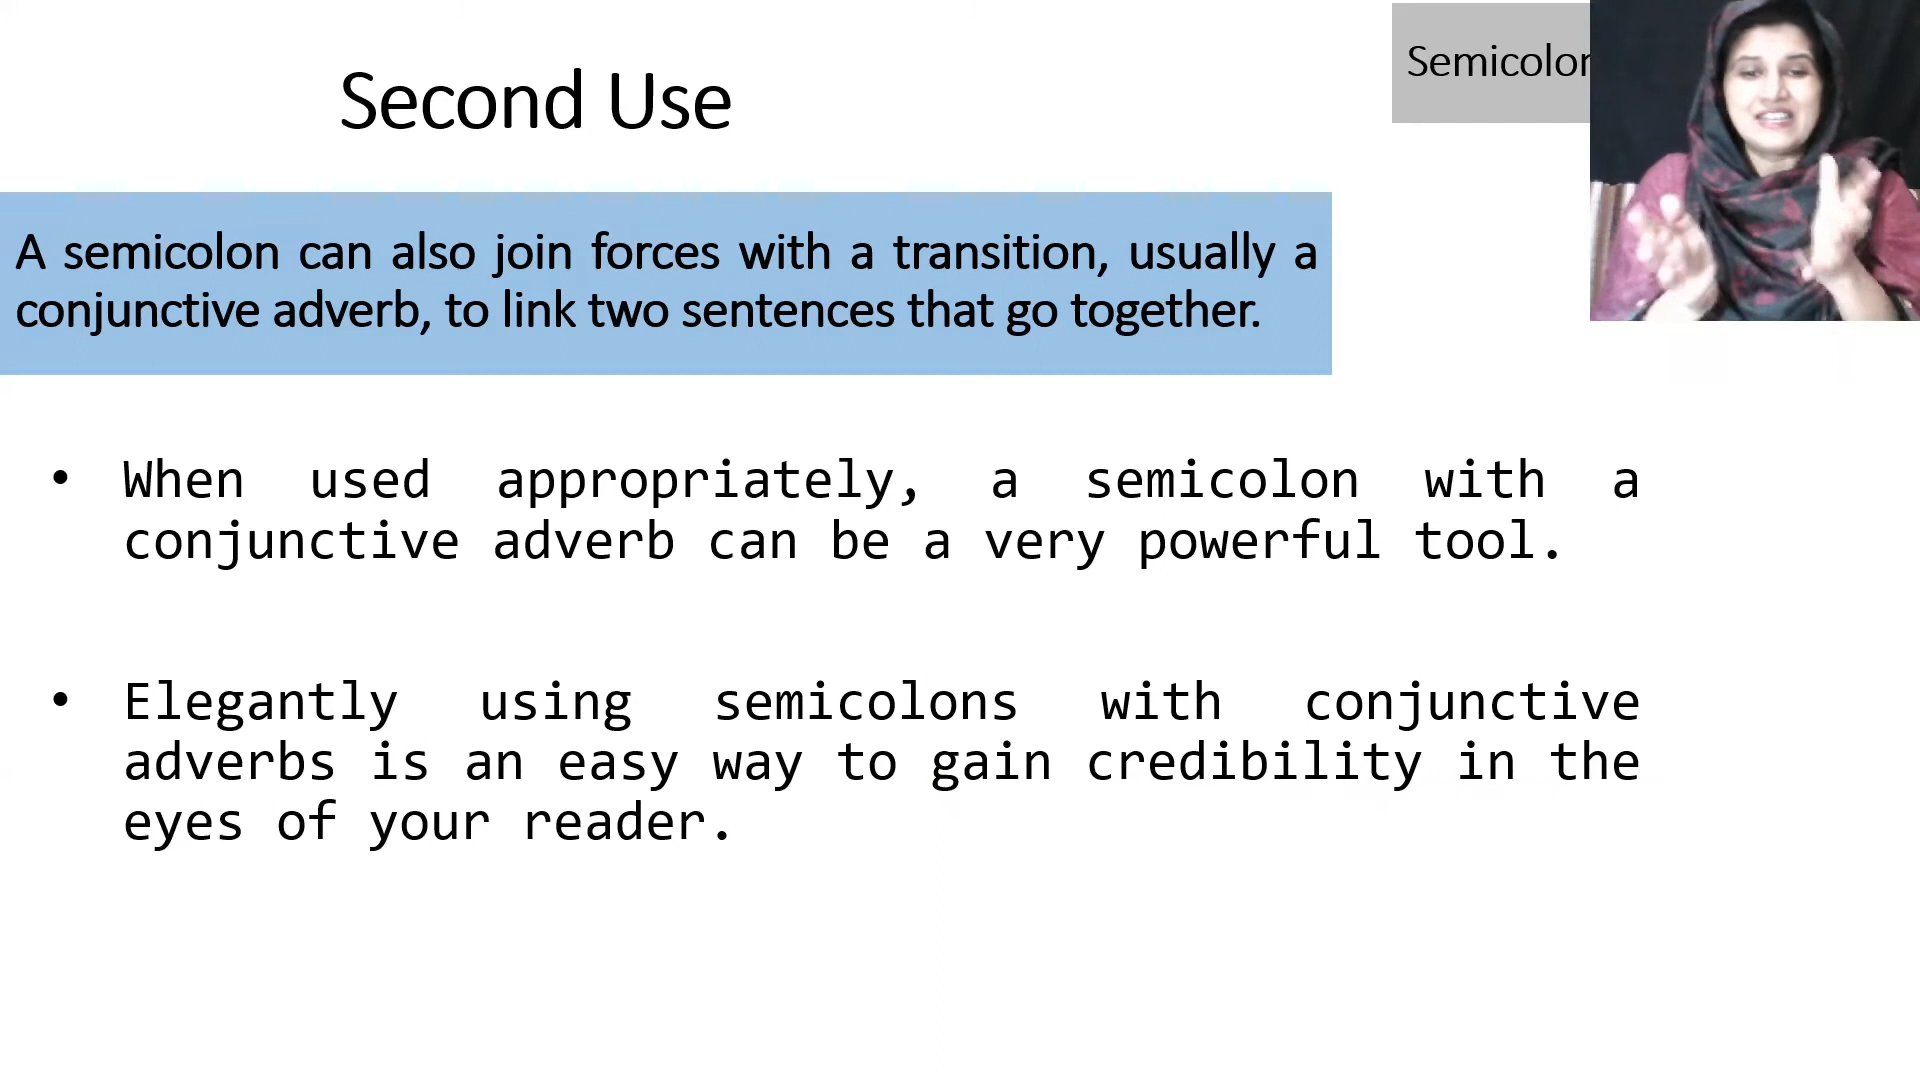 Second Use
Semicolon
A semicolon can also join forces with a transition, usually a
conjunctive adverb, to link two sentences that go together.
• When used appropriately, a semicolon with a
conjunctive adverb can be a very powerful tool.
• Elegantly using semicolons with conjunctive
adverbs is an easy way to gain credibility in the
eyes of your reader.